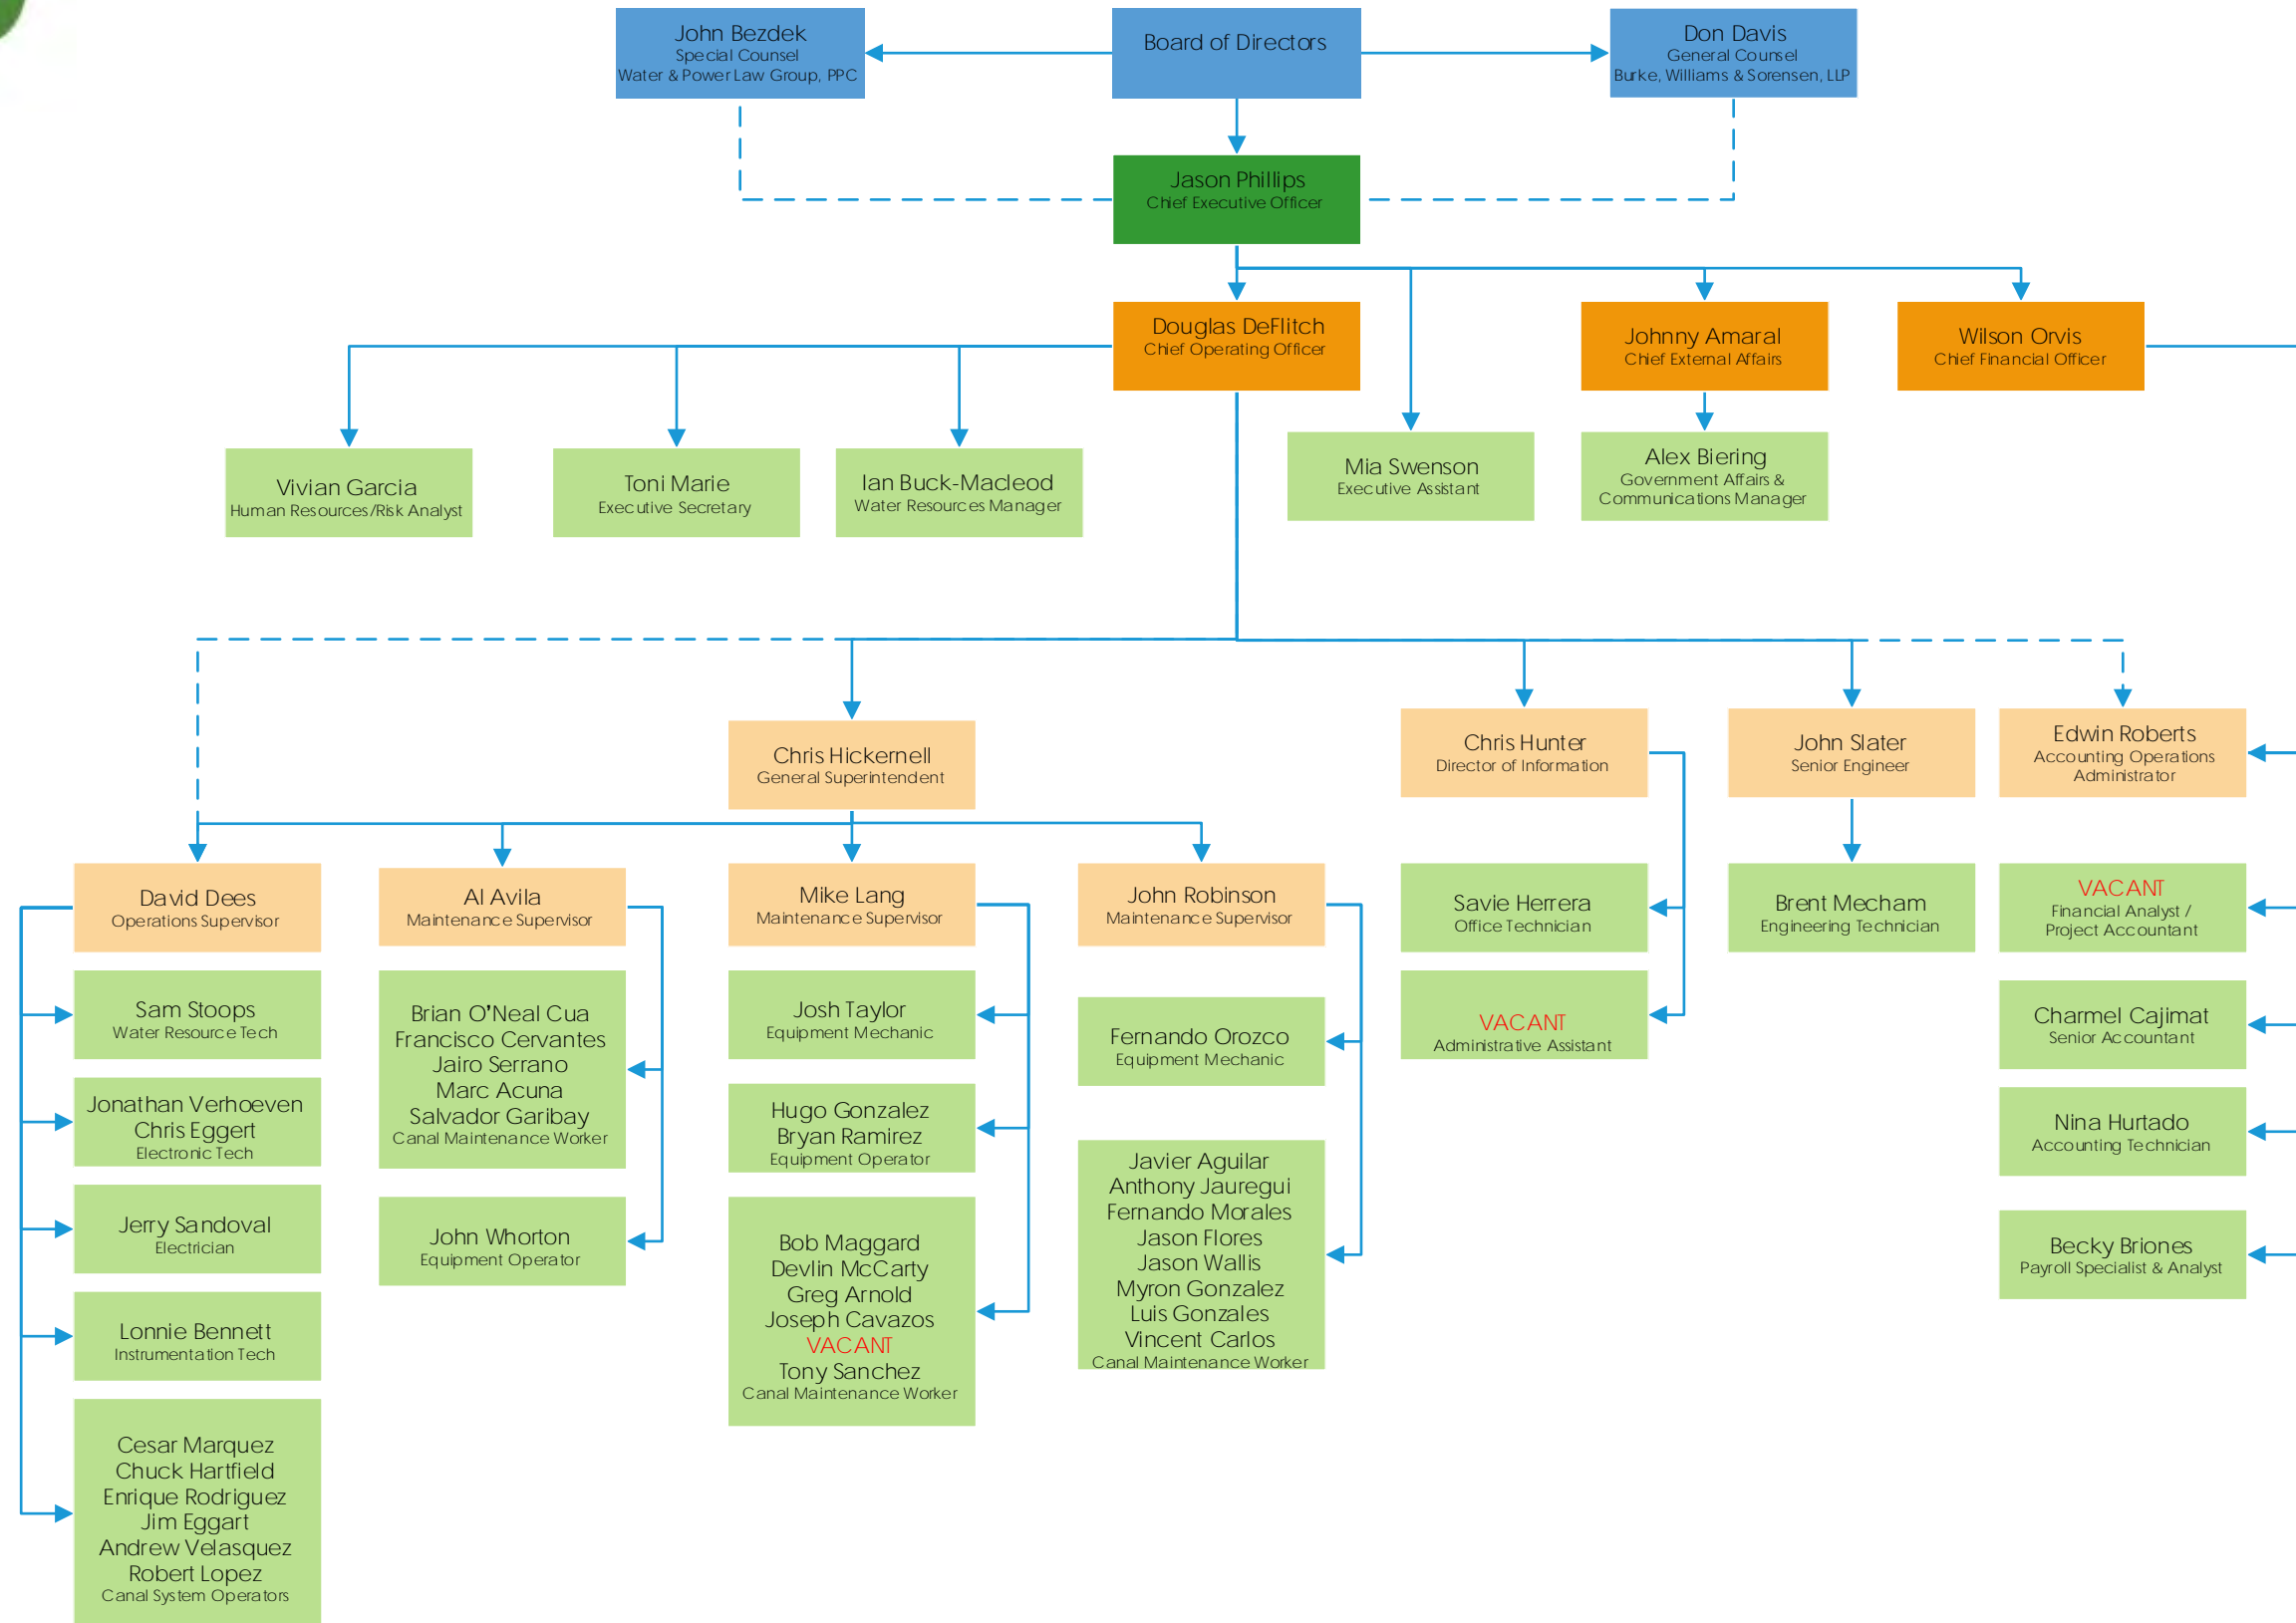 John Bezdek
Special Counsel
Water & Power Law Group, PPC
Board of Directors
Don Davis
General Counsel
Burke, Williams & Sorensen, LLP
Jason Phillips
Chief Executive Officer
Douglas DeFlitch
Chief Operating Officer
Johnny Amaral
Chief External Affairs
Wilson Orvis
Chief Financial Officer
Vivian Garcia
Human Resources/Risk Analyst
Toni Marie
Executive Secretary
Ian Buck-Macleod
Water Resources Manager
Mia Swenson
Executive Assistant
Alex Biering
Government Affairs &
Communications Manager
Chris Hickernell
General Superintendent
Chris Hunter
Director of Information
John Slater
Senior Engineer
Edwin Roberts
Accounting Operations
Administrator
David Dees
Operations Supervisor
Al Avila
Maintenance Supervisor
Mike Lang
Maintenance Supervisor
John Robinson
Maintenance Supervisor
Savie Herrera
Office Technician
Brent Mecham
Engineering Technician
VACANT
Financial Analyst /
Project Accountant
Sam Stoops
Water Resource Tech
Jonathan Verhoeven
Chris Eggert
Electronic Tech
Jerry Sandoval
Electrician
Lonnie Bennett
Instrumentation Tech
Cesar Marquez
Chuck Hartfield
Enrique Rodriguez
Jim Eggart
Andrew Velasquez
Robert Lopez
Canal System Operators
Brian O'Neal Cua
Francisco Cervantes
Jairo Serrano
Marc Acuna
Salvador Garibay
Canal Maintenance Worker
John Whorton
Equipment Operator
Josh Taylor
Equipment Mechanic
Hugo Gonzalez
Bryan Ramirez
Equipment Operator
Bob Maggard
Devlin McCarty
Greg Arnold
Joseph Cavazos
VACANT
Tony Sanchez
Canal Maintenance Worker
Fernando Orozco
Equipment Mechanic
Javier Aguilar
Anthony Jauregui
Fernando Morales
Jason Flores
Jason Wallis
Myron Gonzalez
Luis Gonzales
Vincent Carlos
Canal Maintenance Worker
VACANT
Administrative Assistant
Charmel Cajimat
Senior Accountant
Nina Hurtado
Accounting Technician
Becky Briones
Payroll Specialist & Analyst